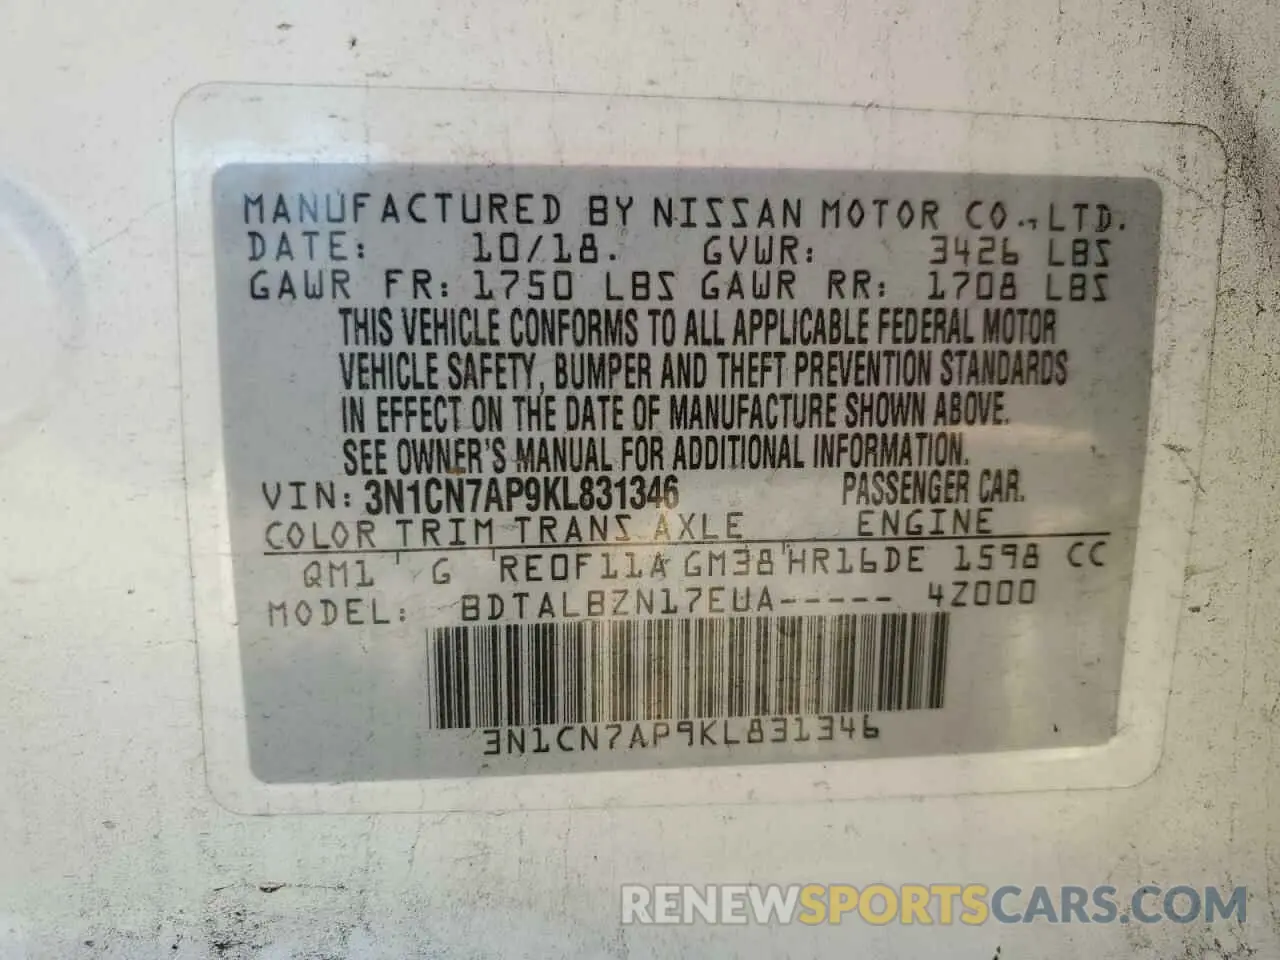 MANUFACTURED BY NISSAN MOTOR CO.,LTD.
DATE: 10/18. GVWR: 3426 LBS
GAWR FR: 1750 LBS GAWR RR: 1708 LBS
THIS VEHICLE CONFORMS TO ALL APPLICABLE FEDERAL MOTOR
VEHICLE SAFETY, BUMPER AND THEFT PREVENTION STANDARDS
IN EFFECT ON THE DATE OF MANUFACTURE SHOWN ABOVE.
SEE OWNER'S MANUAL FOR ADDITIONAL INFORMATION.
VIN: 3N1CN7AP9KL831346 PASSENGER CAR.
COLOR TRIM TRANS AXLE ENGINE
QM1 ' G 'RE0F11A GM38'HR16DE 1598 CC
MODEL: BDTALBZN17EUA----- 4Z000
3N1CN7AP9KL831346
RENEWSPORTSCARS.COM